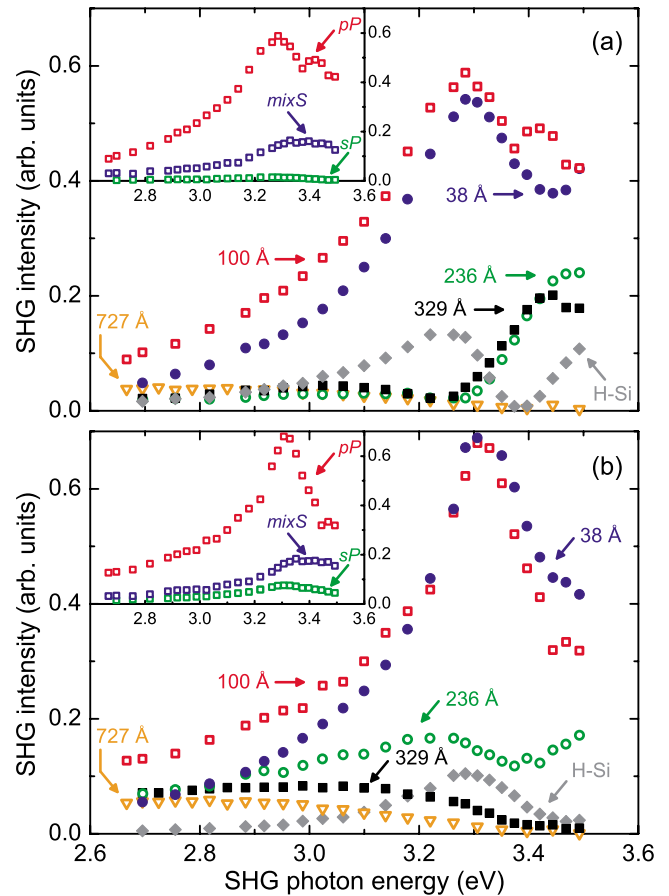 (a)
SHG intensity (arb. units)
0.6
0.4
0.2
0.0
pP
mixS
sP
0.6
0.4
0.2
0.0
2.8 3.0 3.2 3.4 3.6
38 Å
100 Å
236 Å
329 Å
727 Å
H-Si
(b)
SHG intensity (arb. units)
0.6
0.4
0.2
0.0
pP
mixS
sP
0.6
0.4
0.2
0.0
2.8 3.0 3.2 3.4 3.6
38 Å
100 Å
236 Å
727 Å
329 Å
H-Si
2.6 2.8 3.0 3.2 3.4 3.6 3.8
SHG photon energy (eV)